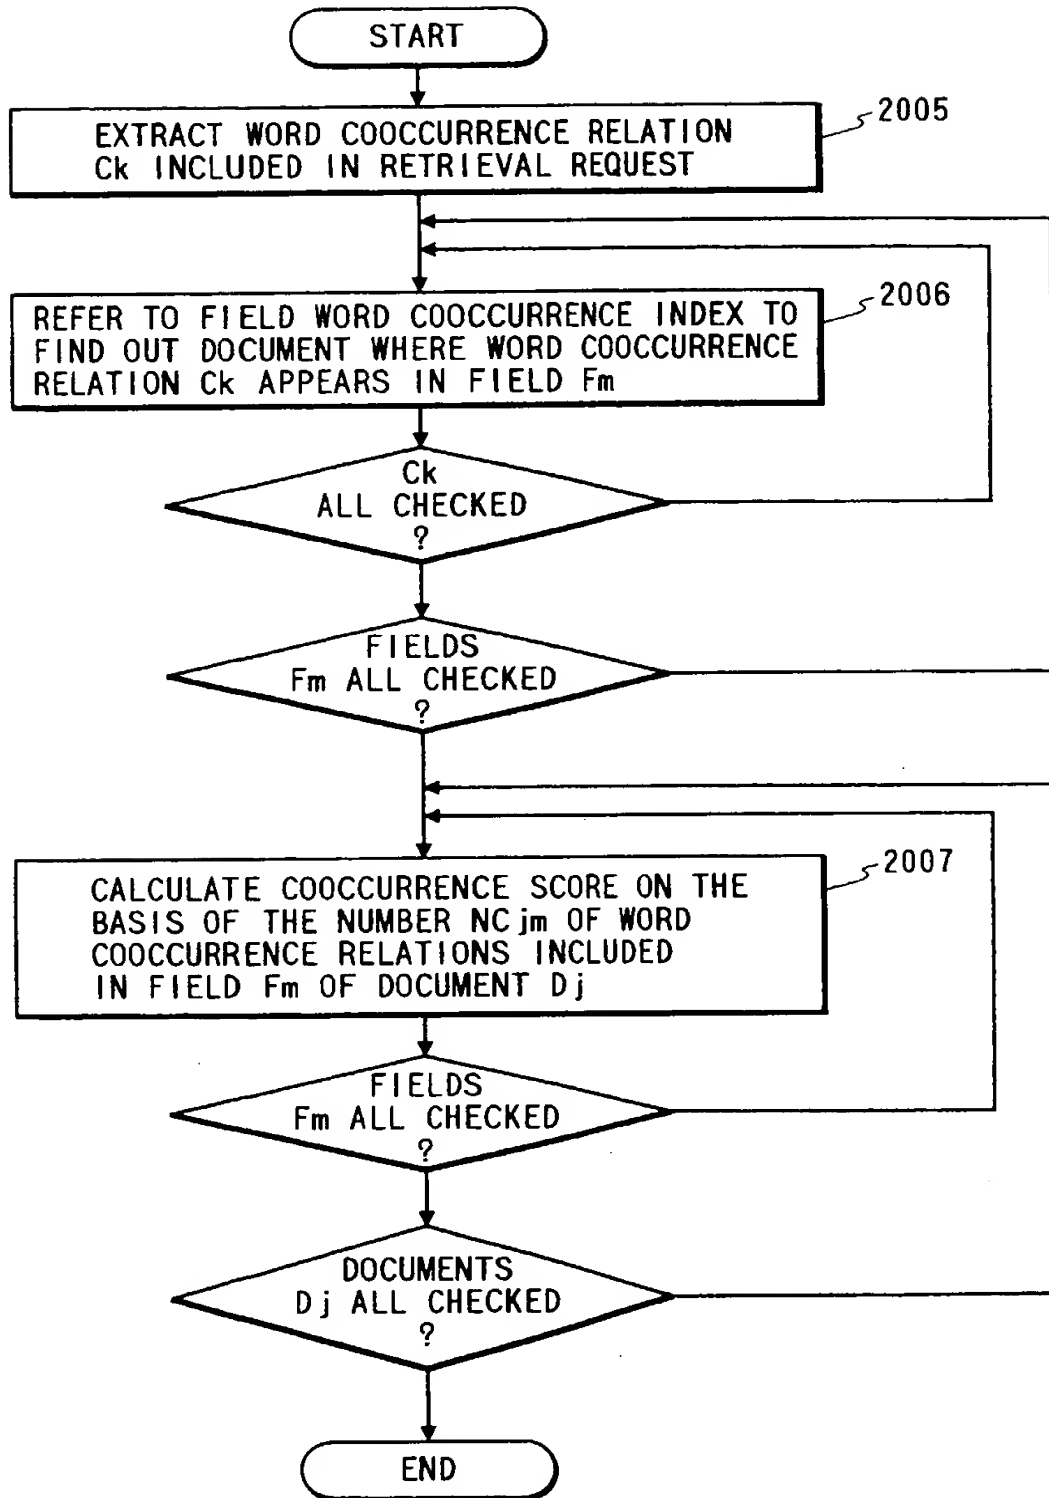 START
2005
EXTRACT WORD COOCCURRENCE RELATION
Ck INCLUDED IN RETRIEVAL REQUEST
2006
REFER TO FIELD WORD COOCCURRENCE INDEX TO
FIND OUT DOCUMENT WHERE WORD COOCCURRENCE
RELATION Ck APPEARS IN FIELD Fm
Ck
ALL CHECKED
?
FIELDS
Fm ALL CHECKED
?
2007
CALCULATE COOCCURRENCE SCORE ON THE
BASIS OF THE NUMBER NCjm OF WORD
COOCCURRENCE RELATIONS INCLUDED
IN FIELD Fm OF DOCUMENT Dj
FIELDS
Fm ALL CHECKED
?
DOCUMENTS
Dj ALL CHECKED
?
END